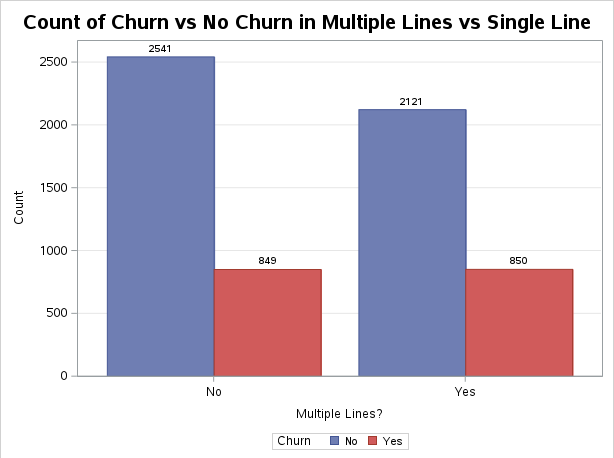 Count of Churn vs No Churn in Multiple Lines vs Single Line
2541
2500
2121
2000
1500
Count
1000
849
850
500
0
No
Yes
Multiple Lines?
Churn No Yes